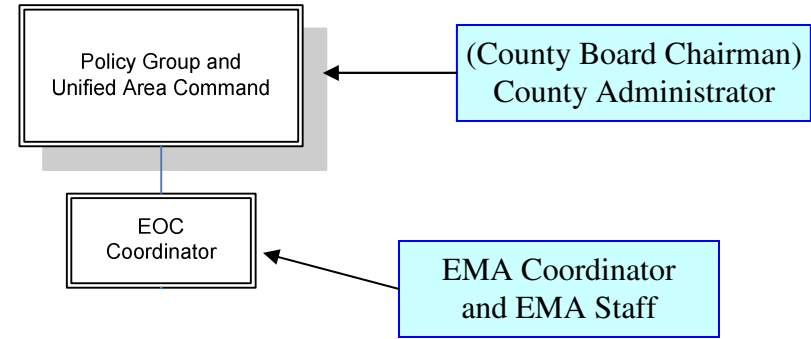 Policy Group and
Unified Area Command
(County Board Chairman)
County Administrator
EOC
Coordinator
EMA Coordinator
and EMA Staff